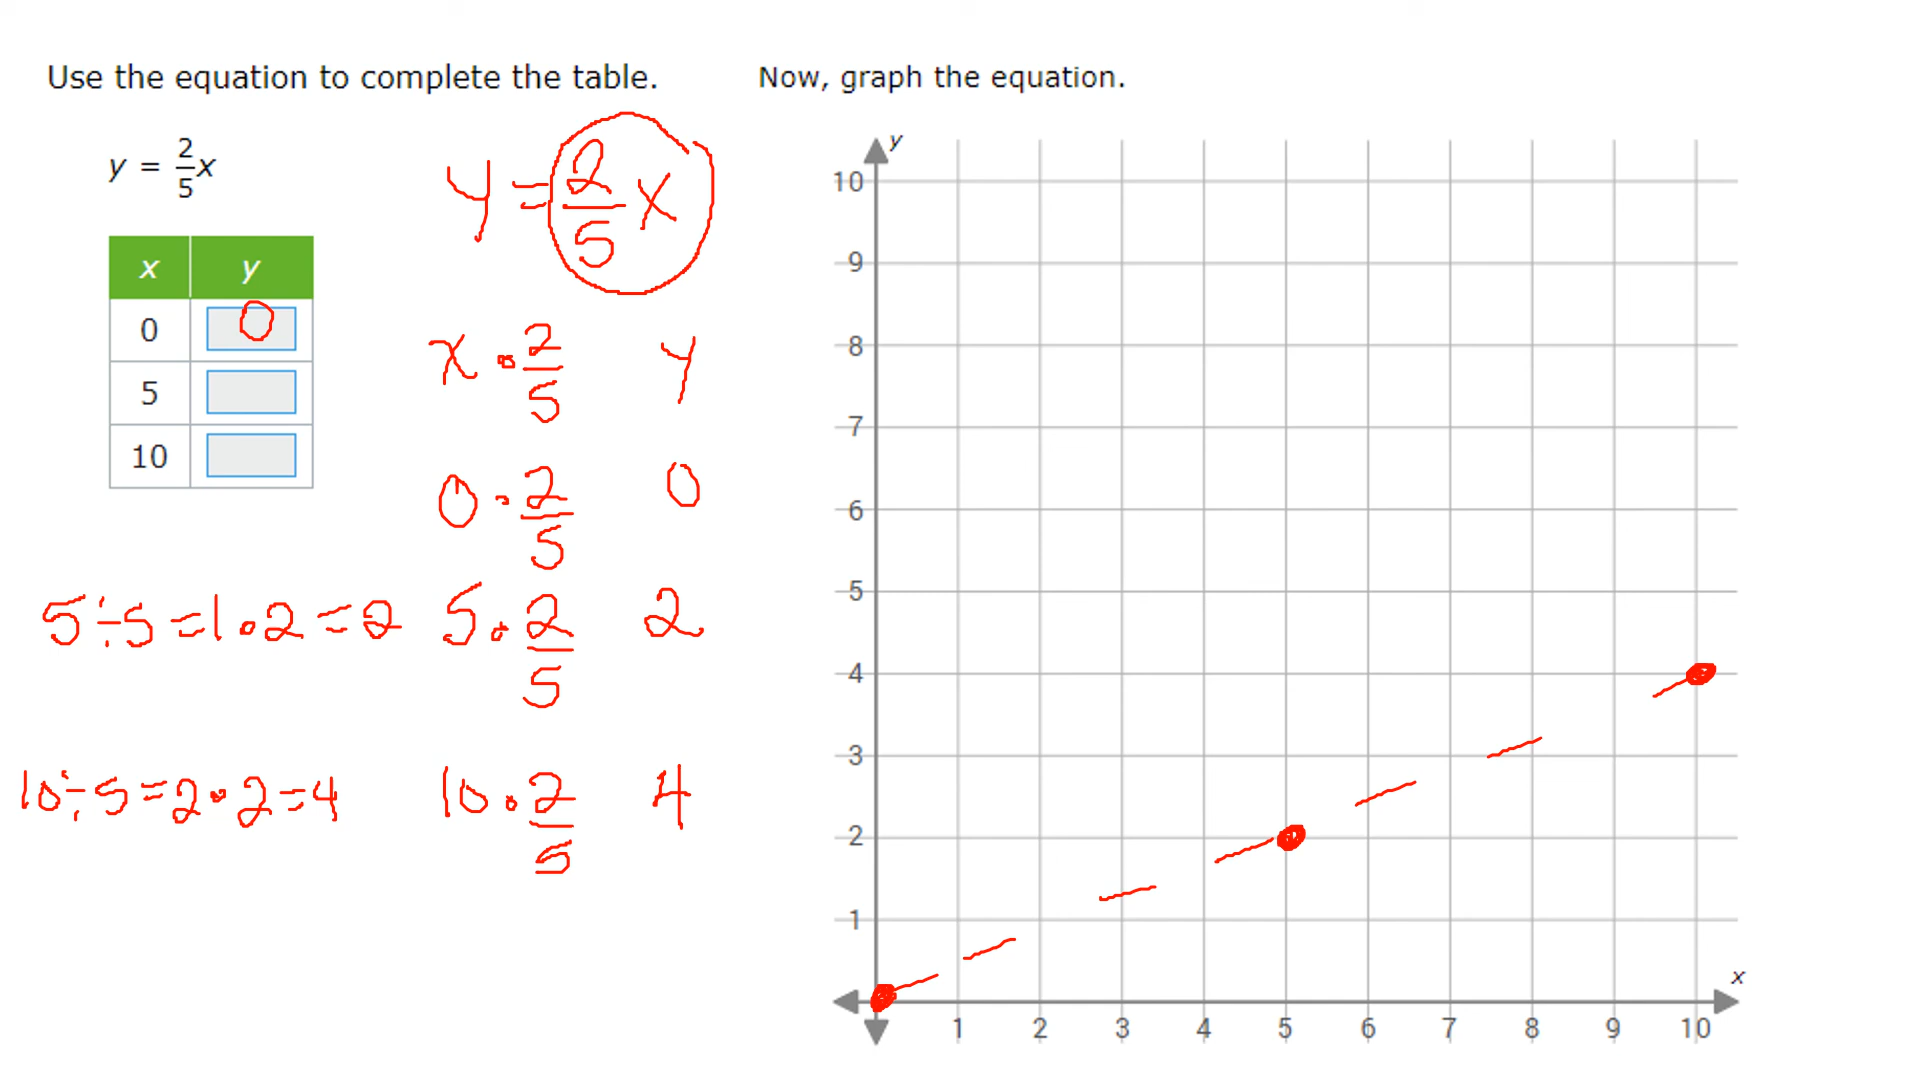 Use the equation to complete the table.
y = 2/5 x
x y
0 0
5
10
y = 2/5 x
x · 2/5 y
0 · 2/5 0
5 ÷ 5 = 1 · 2 = 2 5 · 2/5 2
10 ÷ 5 = 2 · 2 = 4 10 · 2/5 4
Now, graph the equation.
y
10
9
8
7
6
5
4
3
2
1
x
1 2 3 4 5 6 7 8 9 10